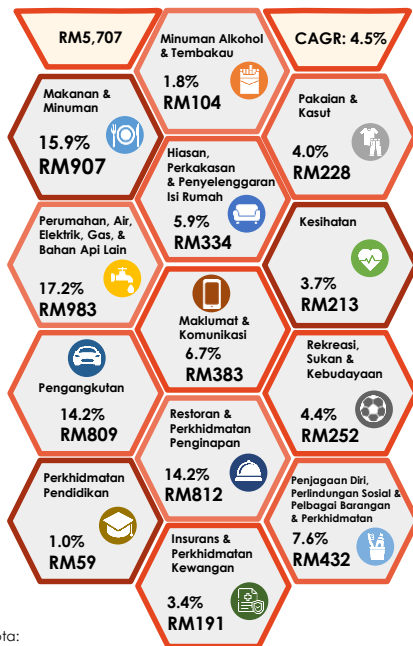 RM5,707
Minuman Alkohol
& Tembakau
1.8%
RM104
CAGR: 4.5%
Makanan &
Minuman
15.9%
RM907
Pakaian &
Kasut
4.0%
RM228
Hiasan,
Perkakasan
& Penyelenggaran
Isi Rumah
5.9%
RM334
Perumahan, Air,
Elektrik, Gas, &
Bahan Api Lain
17.2%
RM983
Kesihatan
3.7%
RM213
Maklumat &
Komunikasi
6.7%
RM383
Pengangkutan
14.2%
RM809
Rekreasi,
Sukan &
Kebudayaan
4.4%
RM252
Restoran &
Perkhidmatan
Penginapan
14.2%
RM812
Perkhidmatan
Pendidikan
1.0%
RM59
Penjagaan Diri,
Perlindungan Sosial &
Pelbagai Barangan
& Perkhidmatan
7.6%
RM432
Insurans &
Perkhidmatan
Kewangan
3.4%
RM191
ota: